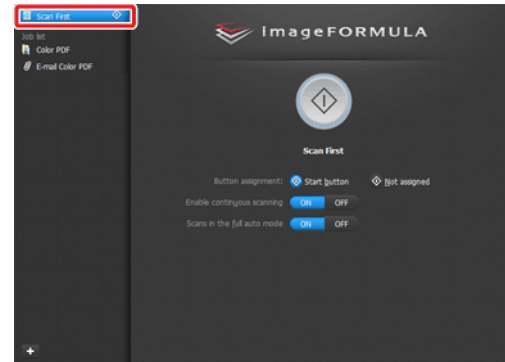 Scan First
Job list
Color PDF
E-mail Color PDF
imageFORMULA
Scan First
Button assignment: Start button Not assigned
Enable continuous scanning ON OFF
Scans in the full auto mode ON OFF